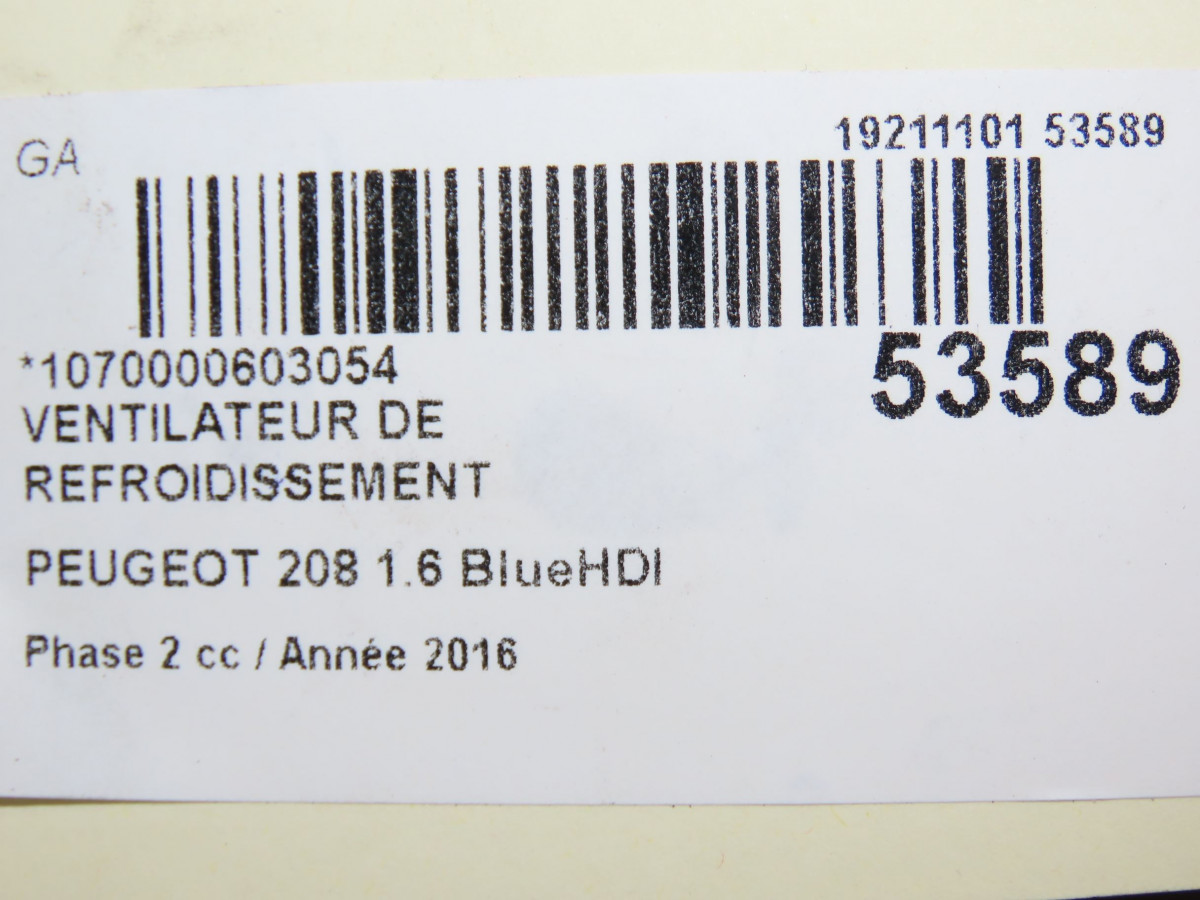 GA
19211101 53589
53589
*1070000603054
VENTILATEUR DE
REFROIDISSEMENT
PEUGEOT 208 1.6 BlueHDI
Phase 2 cc / Année 2016